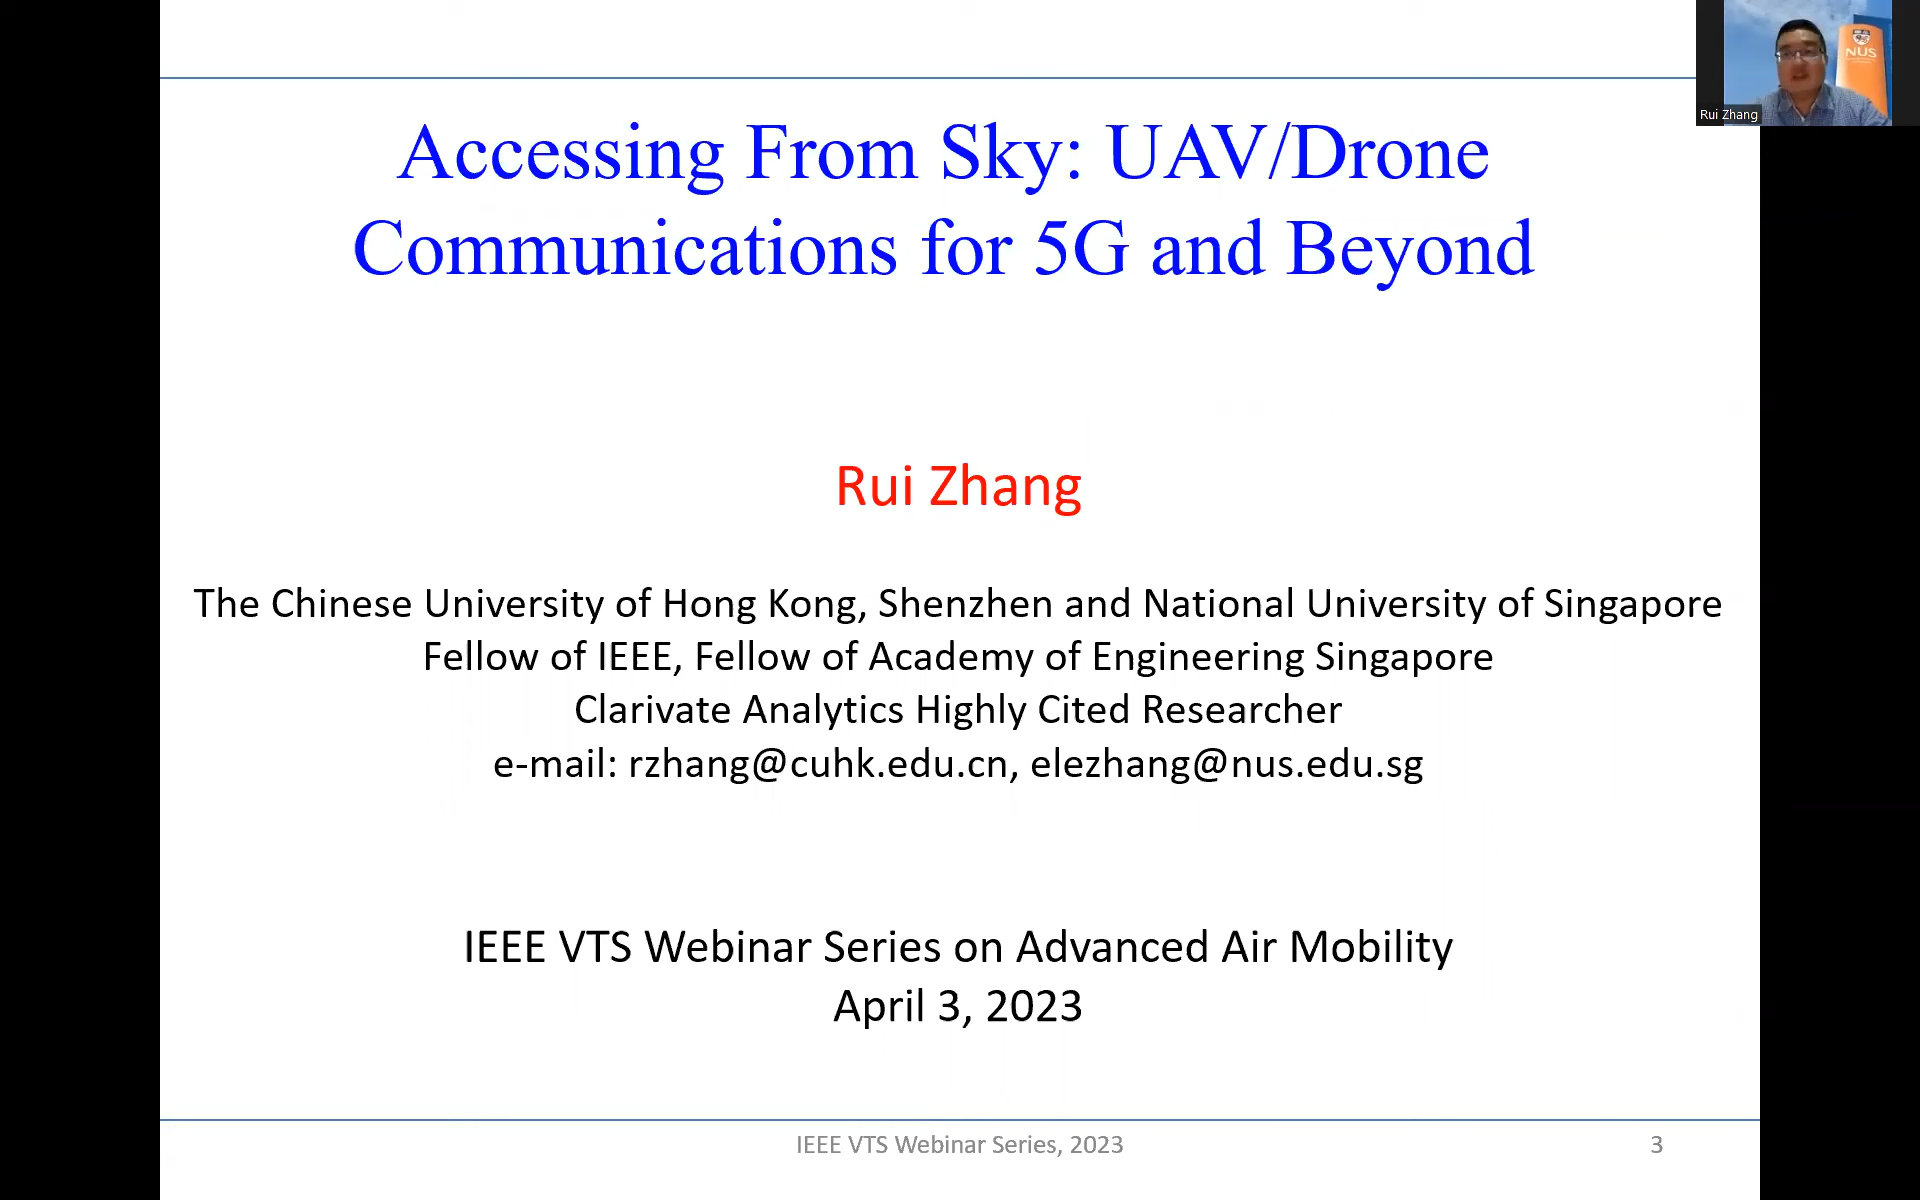 NUS
Rui Zhang
Accessing From Sky: UAV/Drone
Communications for 5G and Beyond
Rui Zhang
The Chinese University of Hong Kong, Shenzhen and National University of Singapore
Fellow of IEEE, Fellow of Academy of Engineering Singapore
Clarivate Analytics Highly Cited Researcher
e-mail: rzhang@cuhk.edu.cn, elezhang@nus.edu.sg
IEEE VTS Webinar Series on Advanced Air Mobility
April 3, 2023
IEEE VTS Webinar Series, 2023
3